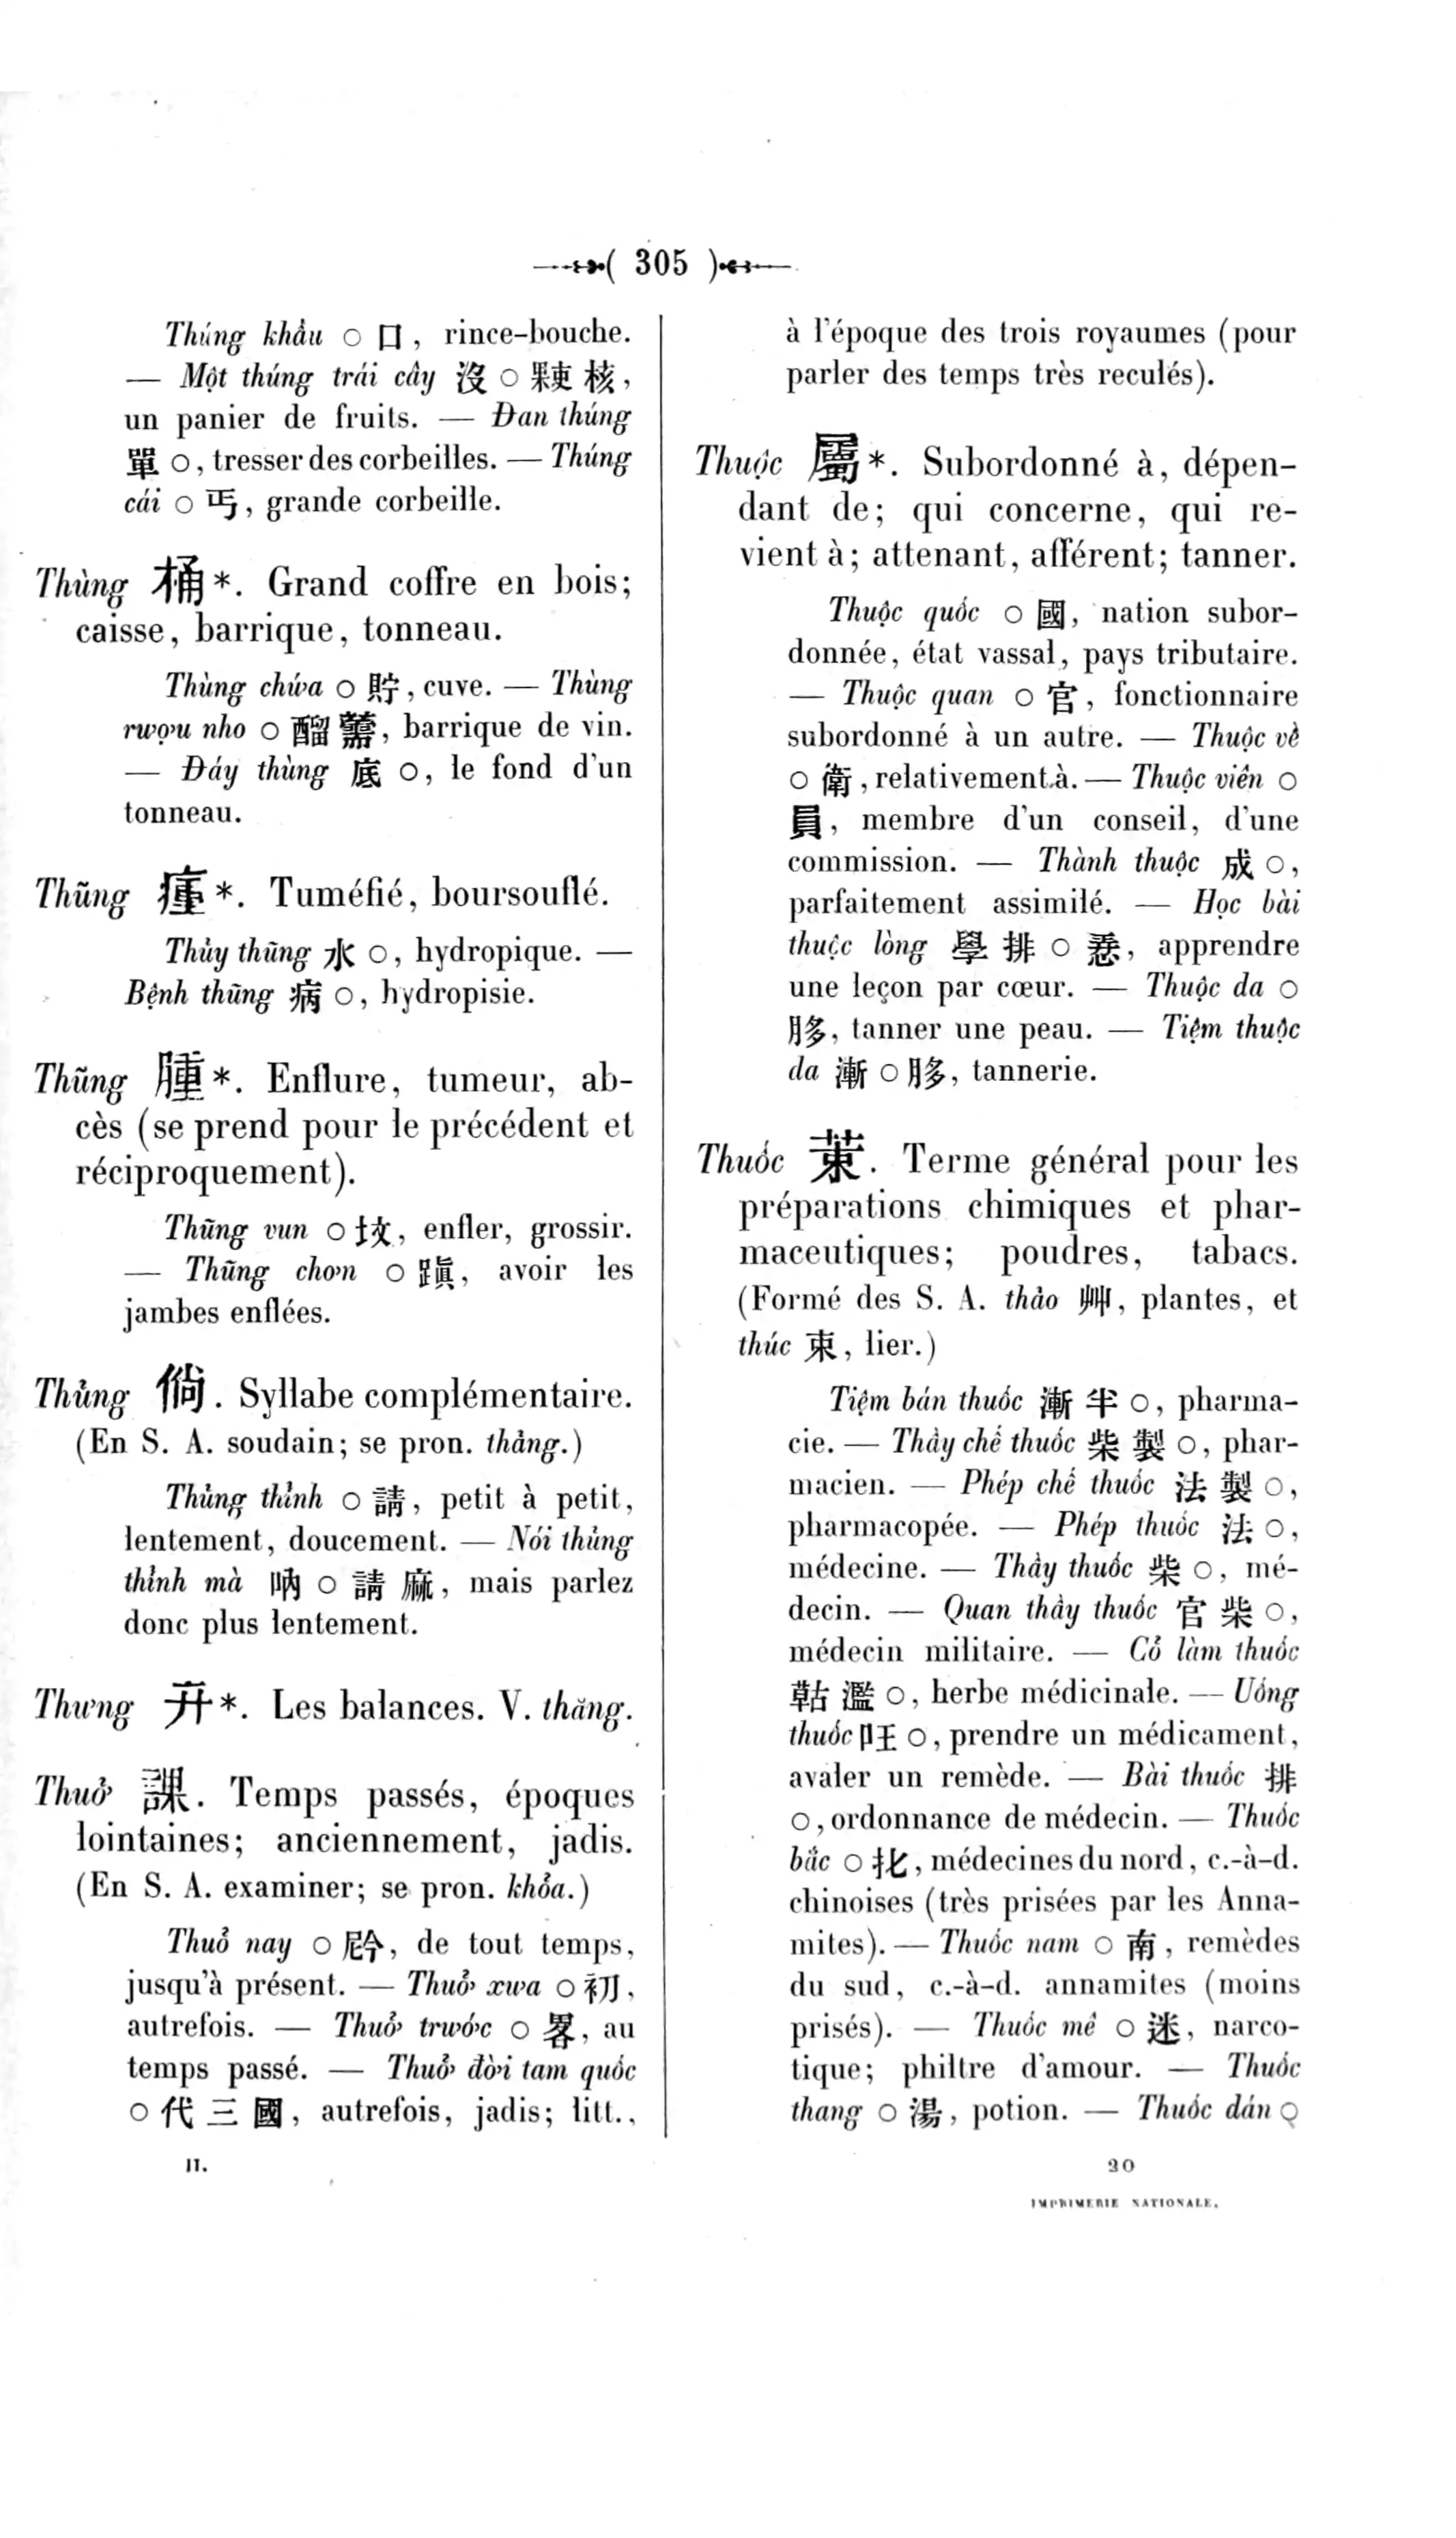 ( 305 )
Thúng khẩu ○ 口, rince-bouche.
— Một thúng trái cây 沒 ○ 𣛤 核,
un panier de fruits. — Đan thúng
單 ○, tresser des corbeilles. — Thúng
cái ○ 丐, grande corbeille.
Thùng 桶*. Grand coffre en bois;
caisse, barrique, tonneau.
Thùng chứa ○ 貯, cuve. — Thùng
rượu nho ○ 醞 , barrique de vin.
— Đáy thùng 底 ○, le fond d'un
tonneau.
Thũng 瘇*. Tuméfié, boursouflé.
Thủy thũng 水 ○, hydropique. —
Bệnh thũng 病 ○, hydropisie.
Thũng 腫*. Enflure, tumeur, ab-
cès (se prend pour le précédent et
réciproquement).
Thũng vun ○ 坟, enfler, grossir.
— Thũng chơn ○ 蹎, avoir les
jambes enflées.
Thủng 倘. Syllabe complémentaire.
(En S. A. soudain; se pron. thảng.)
Thủng thỉnh ○ 請, petit à petit,
lentement, doucement. — Nói thủng
thỉnh mà 吶 ○ 請 麻, mais parlez
donc plus lentement.
Thưng 升*. Les balances. V. thăng.
Thuở 課. Temps passés, époques
lointaines; anciennement, jadis.
(En S. A. examiner; se pron. khỏa.)
Thuở nay ○ 𫢩, de tout temps,
jusqu'à présent. — Thuở xưa ○ 初,
autrefois. — Thuở trước ○ 畧, au
temps passé. — Thuở đời tam quốc
○ 代 三 國, autrefois, jadis; litt.,
II.
à l'époque des trois royaumes (pour
parler des temps très reculés).
Thuộc 屬*. Subordonné à, dépen-
dant de; qui concerne, qui re-
vient à; attenant, afférent; tanner.
Thuộc quốc ○ 國, nation subor-
donnée, état vassal, pays tributaire.
— Thuộc quan ○ 官, fonctionnaire
subordonné à un autre. — Thuộc về
○ 衛, relativement à. — Thuộc viên ○
員, membre d'un conseil, d'une
commission. — Thành thuộc 成 ○,
parfaitement assimilé. — Học bài
thuộc lòng 學 排 ○ 𢚸, apprendre
une leçon par cœur. — Thuộc da ○
𦝺, tanner une peau. — Tiệm thuộc
da 漸 ○ 𦝺, tannerie.
Thuốc 葉. Terme général pour les
préparations chimiques et phar-
maceutiques; poudres, tabacs.
(Formé des S. A. thảo 艸, plantes, et
thúc 束, lier.)
Tiệm bán thuốc 漸 半 ○, pharma-
cie. — Thầy chế thuốc 柴 製 ○, phar-
macien. — Phép chế thuốc 法 製 ○,
pharmacopée. — Phép thuốc 法 ○,
médecine. — Thầy thuốc 柴 ○, mé-
decin. — Quan thầy thuốc 官 柴 ○,
médecin militaire. — Cỏ làm thuốc
𦹵 濫 ○, herbe médicinale. — Uống
thuốc 旺 ○, prendre un médicament,
avaler un remède. — Bài thuốc 排
○, ordonnance de médecin. — Thuốc
bắc ○ 北, médecines du nord, c.-à-d.
chinoises (très prisées par les Anna-
mites). — Thuốc nam ○ 南, remèdes
du sud, c.-à-d. annamites (moins
prisés). — Thuốc mê ○ 迷, narco-
tique; philtre d'amour. — Thuốc
thang ○ 湯, potion. — Thuốc dán ○
20
IMPRIMERIE NATIONALE.